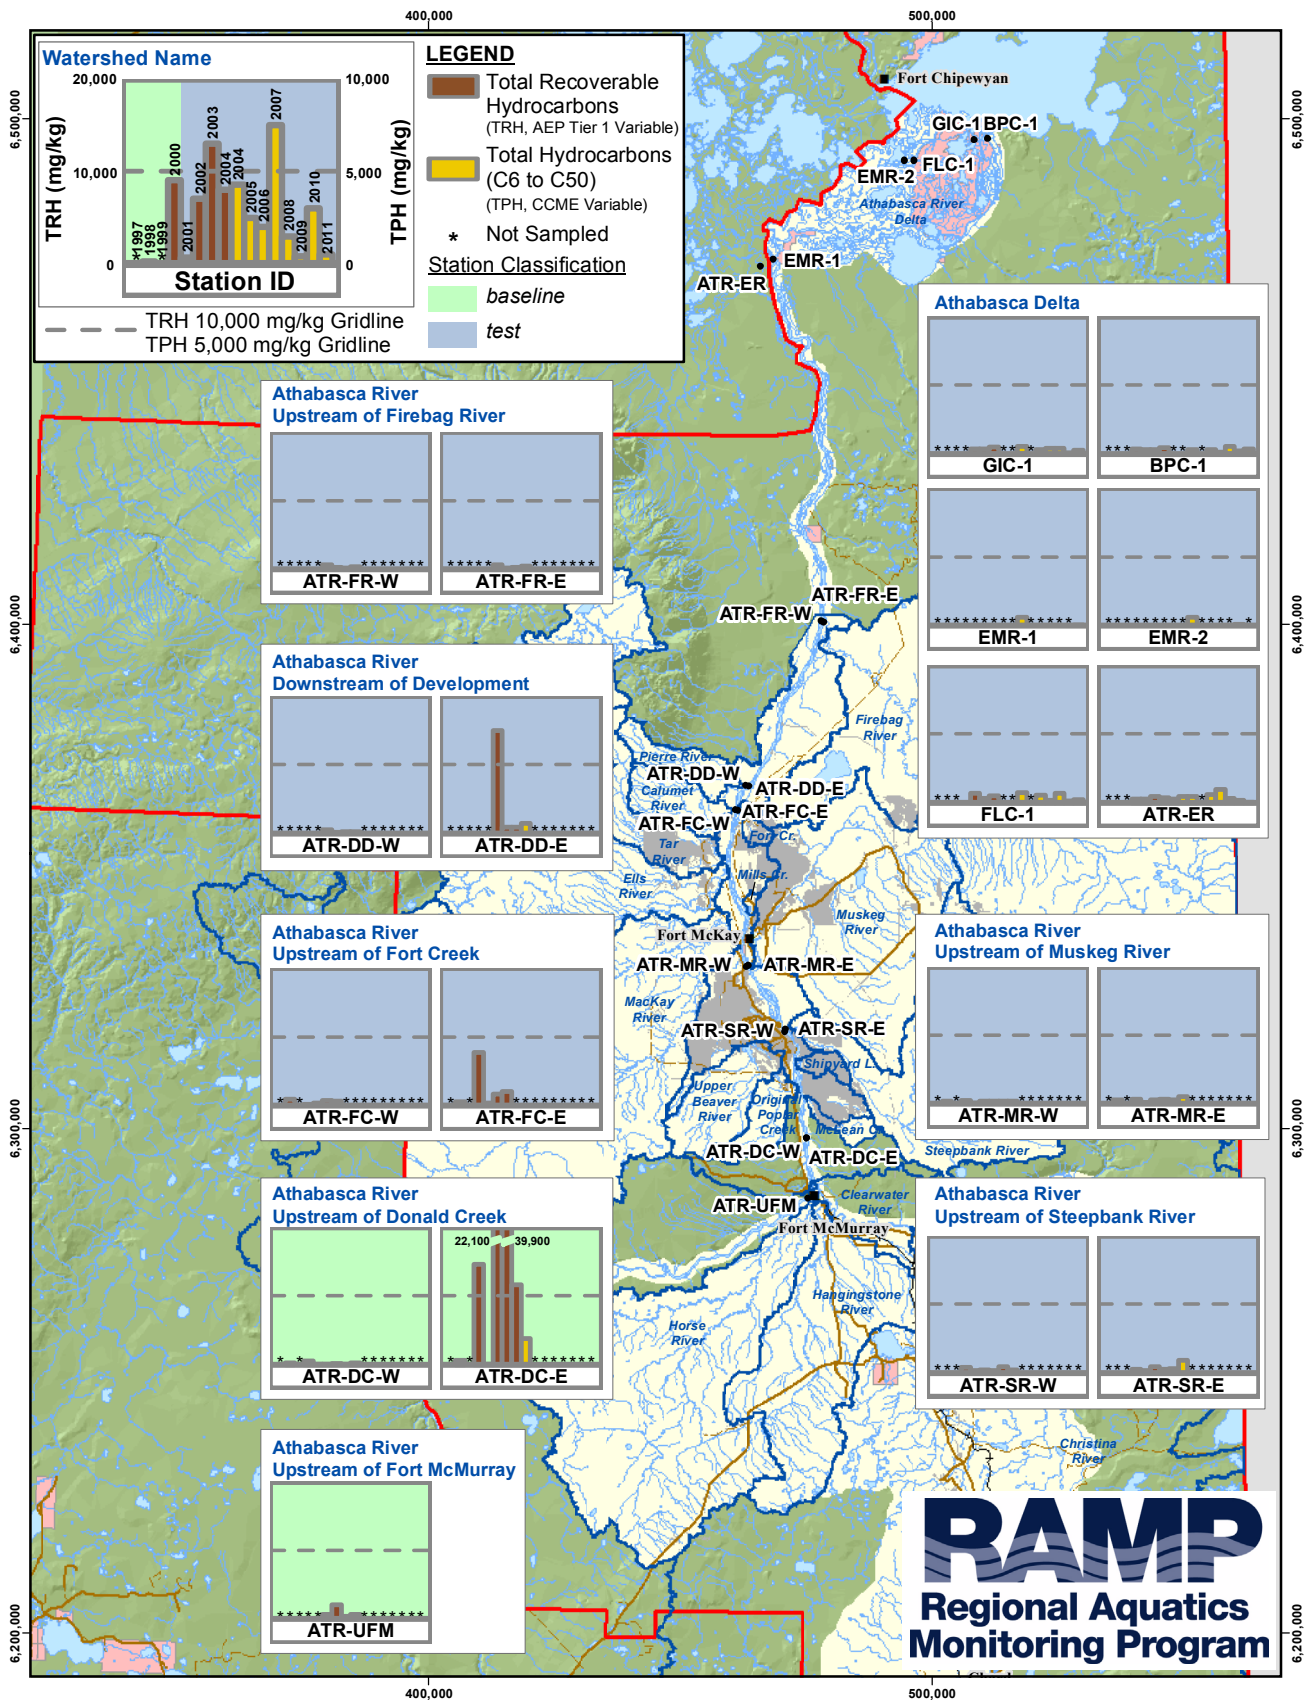 400,000
500,000
6,500,000
6,400,000
6,300,000
6,200,000
6,500,000
6,400,000
6,300,000
6,200,000
400,000
500,000
Watershed Name
20,000
10,000
0
TRH (mg/kg)
10,000
5,000
0
TPH (mg/kg)
*1997
1998
*1999
2000
2001
2002
2003
2004
2004
2005
2006
2007
2008
2009
2010
2011
Station ID
TRH 10,000 mg/kg Gridline
TPH 5,000 mg/kg Gridline
LEGEND
Total Recoverable
Hydrocarbons
(TRH, AEP Tier 1 Variable)
Total Hydrocarbons
(C6 to C50)
(TPH, CCME Variable)
* Not Sampled
Station Classification
baseline
test
Fort Chipewyan
GIC-1
BPC-1
FLC-1
EMR-2
Athabasca River
Delta
EMR-1
ATR-ER
Athabasca Delta
GIC-1
BPC-1
EMR-1
EMR-2
FLC-1
ATR-ER
Athabasca River
Upstream of Firebag River
ATR-FR-W
ATR-FR-E
ATR-FR-E
ATR-FR-W
Athabasca River
Downstream of Development
ATR-DD-W
ATR-DD-E
Firebag
River
Pierre River
ATR-DD-W
ATR-DD-E
Calumet
River
ATR-FC-E
ATR-FC-W
Fort Cr.
Tar
River
Ells
River
Mills Cr.
Muskeg
River
Fort McKay
ATR-MR-W
ATR-MR-E
MacKay
River
ATR-SR-W
ATR-SR-E
Shipyard L.
Upper
Beaver
River
Original
Poplar
Creek
ATR-DC-W
ATR-DC-E
Steepbank River
ATR-UFM
Clearwater
River
Fort McMurray
Hangingstone
River
Horse
River
Christina
River
Athabasca River
Upstream of Fort Creek
ATR-FC-W
ATR-FC-E
Athabasca River
Upstream of Muskeg River
ATR-MR-W
ATR-MR-E
Athabasca River
Upstream of Donald Creek
22,100
39,900
ATR-DC-W
ATR-DC-E
Athabasca River
Upstream of Steepbank River
ATR-SR-W
ATR-SR-E
Athabasca River
Upstream of Fort McMurray
ATR-UFM
RAMP
Regional Aquatics
Monitoring Program